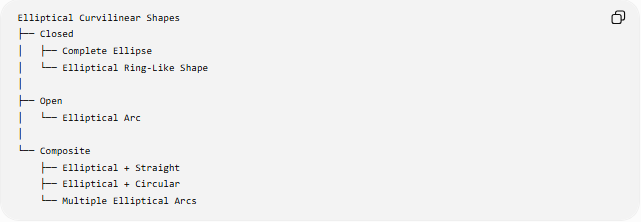 Elliptical Curvilinear Shapes
├── Closed
│   ├── Complete Ellipse
│   └── Elliptical Ring-Like Shape
│
├── Open
│   └── Elliptical Arc
│
└── Composite
    ├── Elliptical + Straight
    ├── Elliptical + Circular
    └── Multiple Elliptical Arcs